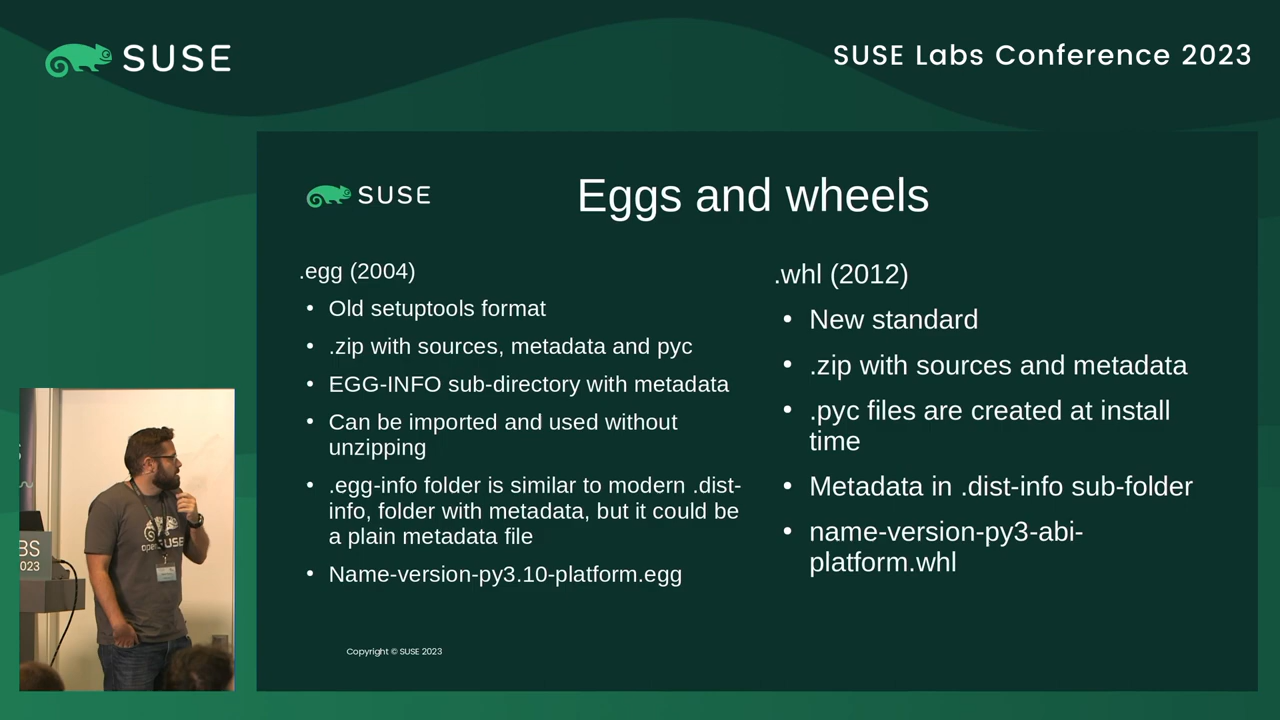 SUSE
SUSE Labs Conference 2023
SUSE
Eggs and wheels
.egg (2004)
• Old setuptools format
• .zip with sources, metadata and pyc
• EGG-INFO sub-directory with metadata
• Can be imported and used without
unzipping
• .egg-info folder is similar to modern .dist-
info, folder with metadata, but it could be
a plain metadata file
• Name-version-py3.10-platform.egg
.whl (2012)
• New standard
• .zip with sources and metadata
• .pyc files are created at install
time
• Metadata in .dist-info sub-folder
• name-version-py3-abi-
platform.whl
Copyright © SUSE 2023
openSUSE
BS
023